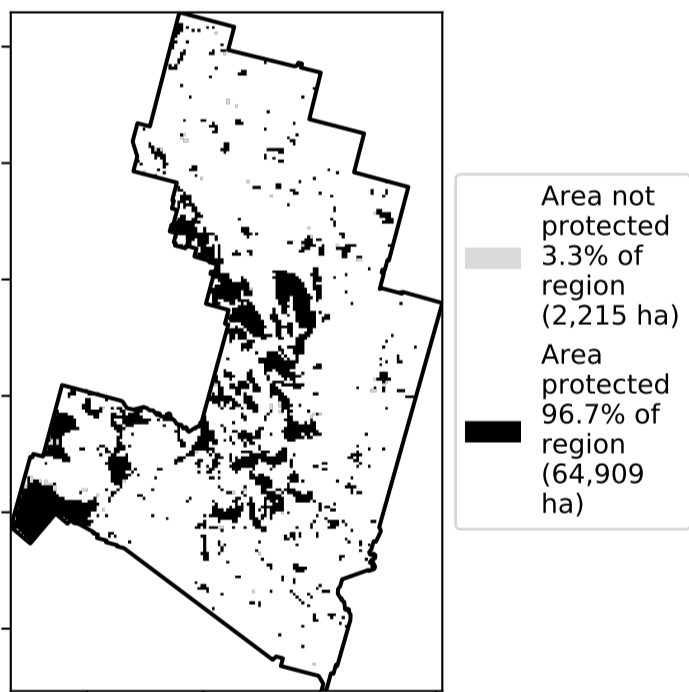 Area not
protected
3.3% of
region
(2,215 ha)
Area
protected
96.7% of
region
(64,909
ha)